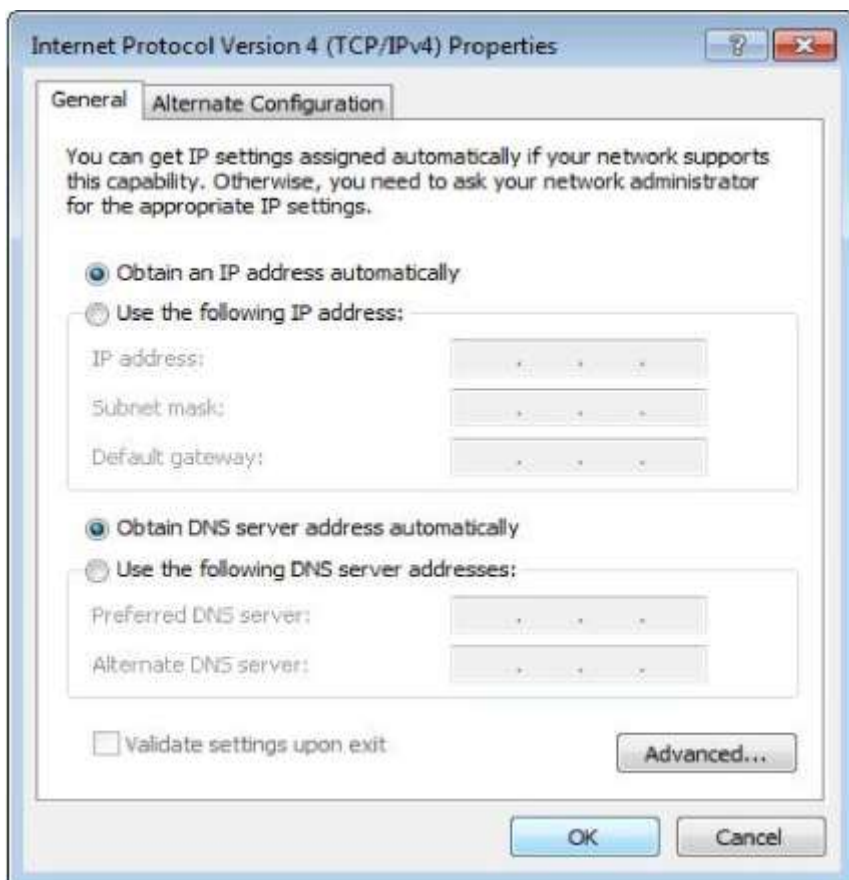 Internet Protocol Version 4 (TCP/IPv4) Properties
General
Alternate Configuration
You can get IP settings assigned automatically if your network supports
this capability. Otherwise, you need to ask your network administrator
for the appropriate IP settings.
Obtain an IP address automatically
Use the following IP address:
IP address:
Subnet mask:
Default gateway:
Obtain DNS server address automatically
Use the following DNS server addresses:
Preferred DNS server:
Alternate DNS server:
Validate settings upon exit
Advanced...
OK
Cancel